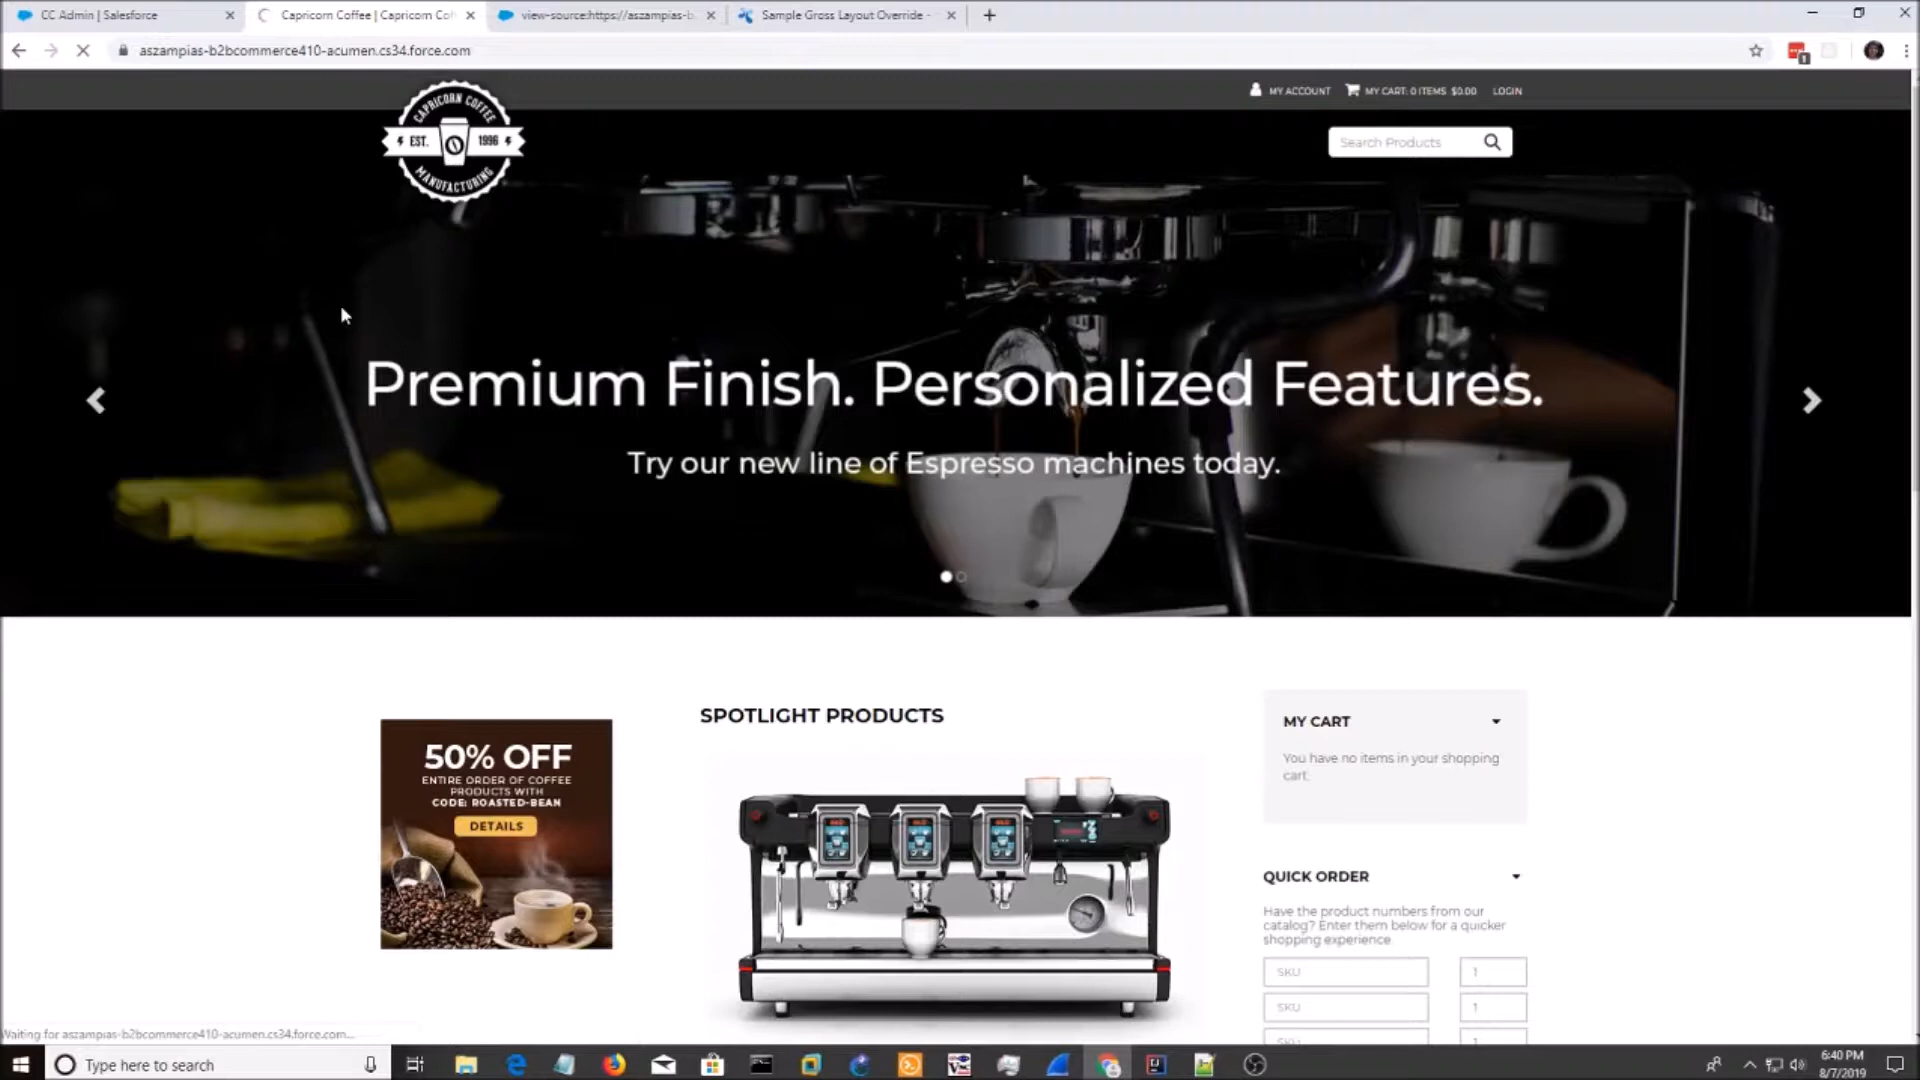 CC Admin | Salesforce
Capricorn Coffee | Capricorn Cof
view-source:https://aszampias-b
Sample Gross Layout Override -
aszampias-b2bcommerce410-acumen.cs34.force.com
MY ACCOUNT
MY CART: 0 ITEMS $0.00
LOGIN
CAPRICORN COFFEE
EST. 1996
MANUFACTURING
Search Products
Premium Finish. Personalized Features.
Try our new line of Espresso machines today.
50% OFF
ENTIRE ORDER OF COFFEE
PRODUCTS WITH
CODE: ROASTED-BEAN
DETAILS
SPOTLIGHT PRODUCTS
MY CART
You have no items in your shopping
cart.
QUICK ORDER
Have the product numbers from our
catalog? Enter them below for a quicker
shopping experience
SKU 1
SKU 1
Waiting for aszampias-b2bcommerce410-acumen.cs34.force.com...
Type here to search
6:40 PM
8/7/2019